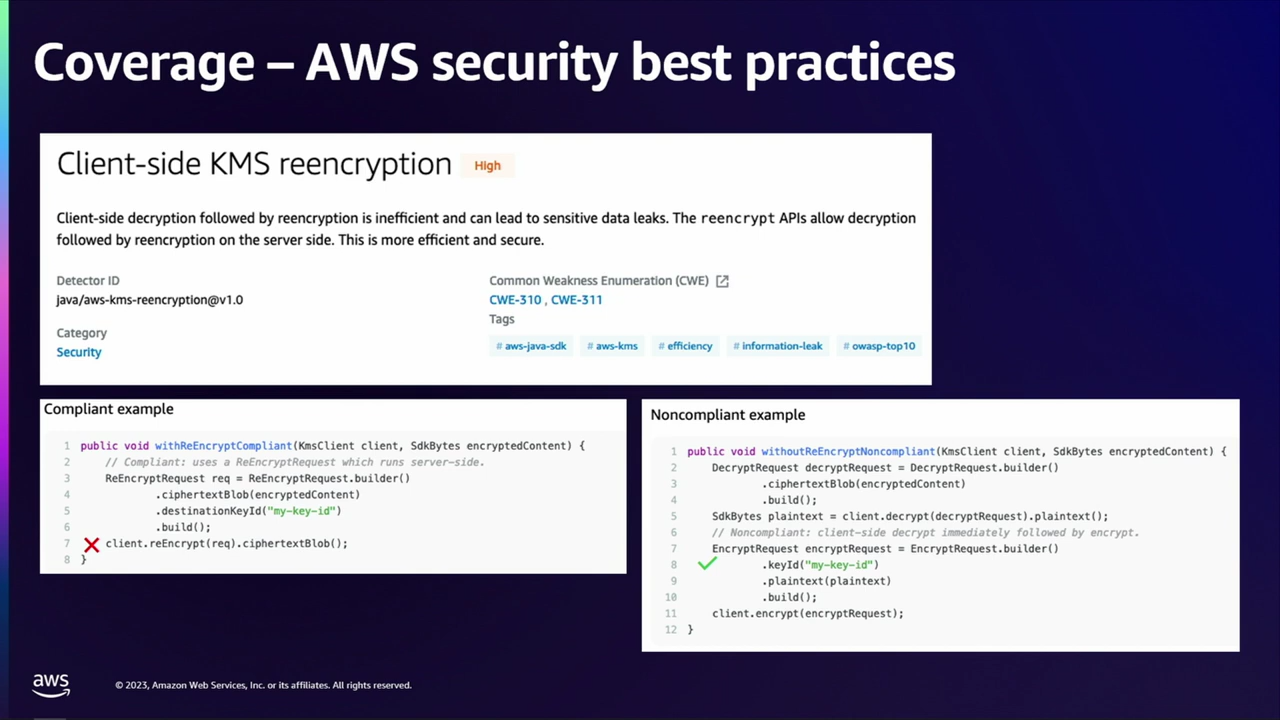 Coverage – AWS security best practices
Client-side KMS reencryption High
Client-side decryption followed by reencryption is inefficient and can lead to sensitive data leaks. The reencrypt APIs allow decryption
followed by reencryption on the server side. This is more efficient and secure.
Detector ID
java/aws-kms-reencryption@v1.0
Category
Security
Common Weakness Enumeration (CWE)
CWE-310 , CWE-311
Tags
# aws-java-sdk # aws-kms # efficiency # information-leak # owasp-top10
Compliant example
1 public void withReEncryptCompliant(KmsClient client, SdkBytes encryptedContent) {
2 // Compliant: uses a ReEncryptRequest which runs server-side.
3 ReEncryptRequest req = ReEncryptRequest.builder()
4 .ciphertextBlob(encryptedContent)
5 .destinationKeyId("my-key-id")
6 .build();
7 client.reEncrypt(req).ciphertextBlob();
8 }
Noncompliant example
1 public void withoutReEncryptNoncompliant(KmsClient client, SdkBytes encryptedContent) {
2 DecryptRequest decryptRequest = DecryptRequest.builder()
3 .ciphertextBlob(encryptedContent)
4 .build();
5 SdkBytes plaintext = client.decrypt(decryptRequest).plaintext();
6 // Noncompliant: client-side decrypt immediately followed by encrypt.
7 EncryptRequest encryptRequest = EncryptRequest.builder()
8 .keyId("my-key-id")
9 .plaintext(plaintext)
10 .build();
11 client.encrypt(encryptRequest);
12 }
aws
© 2023, Amazon Web Services, Inc. or its affiliates. All rights reserved.